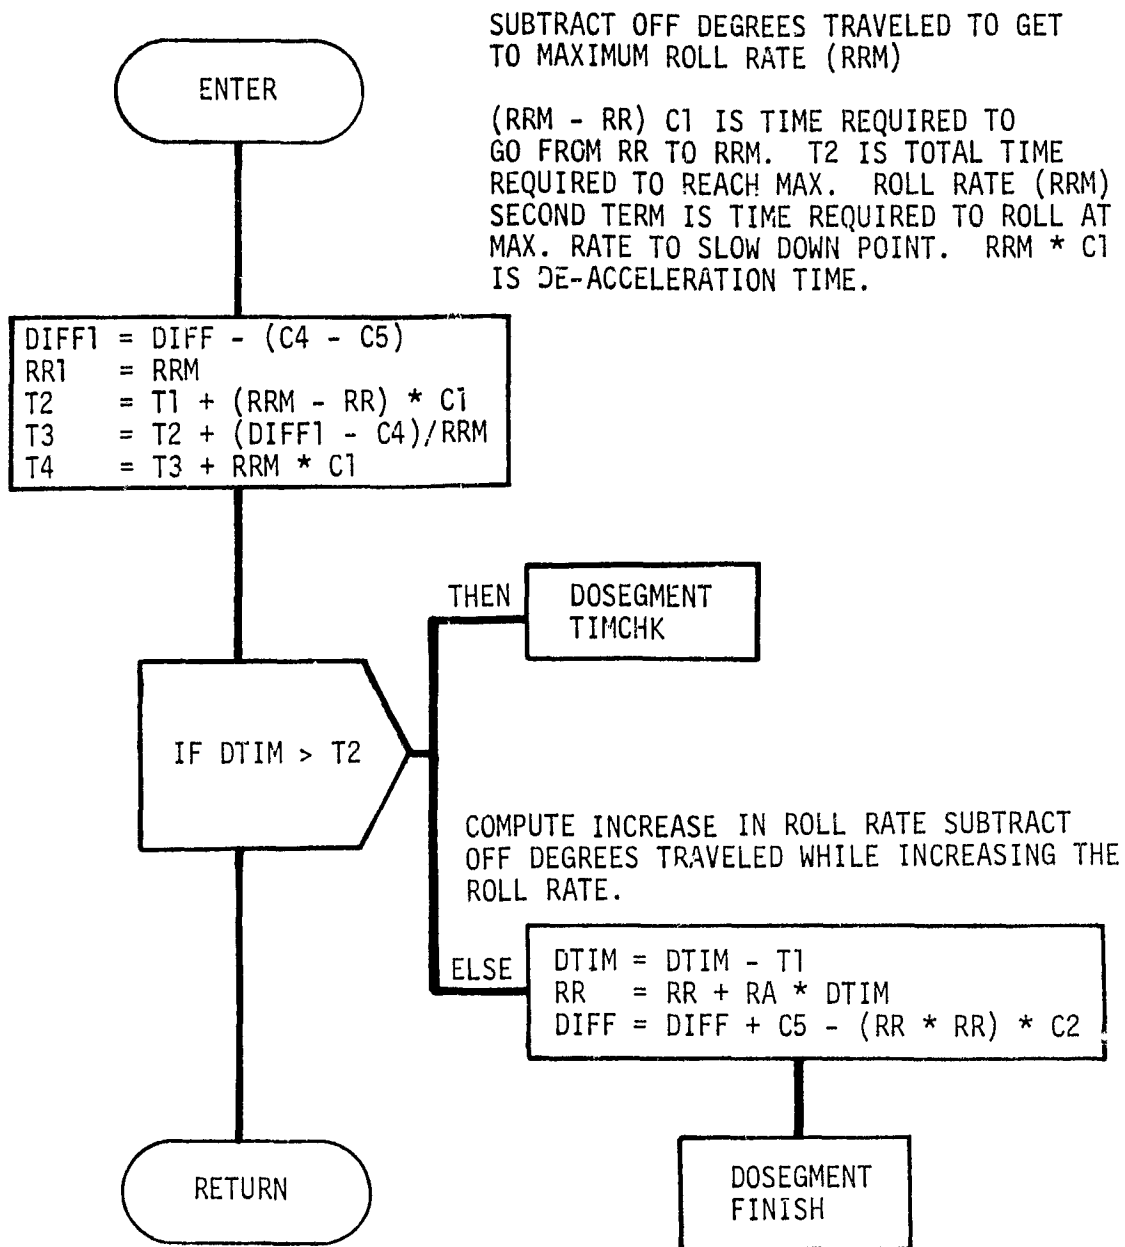 SUBTRACT OFF DEGREES TRAVELED TO GET
TO MAXIMUM ROLL RATE (RRM)
ENTER
(RRM - RR) C1 IS TIME REQUIRED TO
GO FROM RR TO RRM. T2 IS TOTAL TIME
REQUIRED TO REACH MAX. ROLL RATE (RRM)
SECOND TERM IS TIME REQUIRED TO ROLL AT
MAX. RATE TO SLOW DOWN POINT. RRM * C1
IS DE-ACCELERATION TIME.
DIFF1 = DIFF - (C4 - C5)
RR1 = RRM
T2 = T1 + (RRM - RR) * C1
T3 = T2 + (DIFF1 - C4)/RRM
T4 = T3 + RRM * C1
THEN
DOSEGMENT
TIMCHK
IF DTIM > T2
COMPUTE INCREASE IN ROLL RATE SUBTRACT
OFF DEGREES TRAVELED WHILE INCREASING THE
ROLL RATE.
ELSE
DTIM = DTIM - T1
RR = RR + RA * DTIM
DIFF = DIFF + C5 - (RR * RR) * C2
RETURN
DOSEGMENT
FINISH